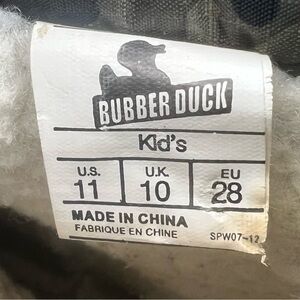 BUBBER DUCK
Kid's
U.S. U.K. EU
11 10 28
MADE IN CHINA
FABRIQUE EN CHINE SPW07-12